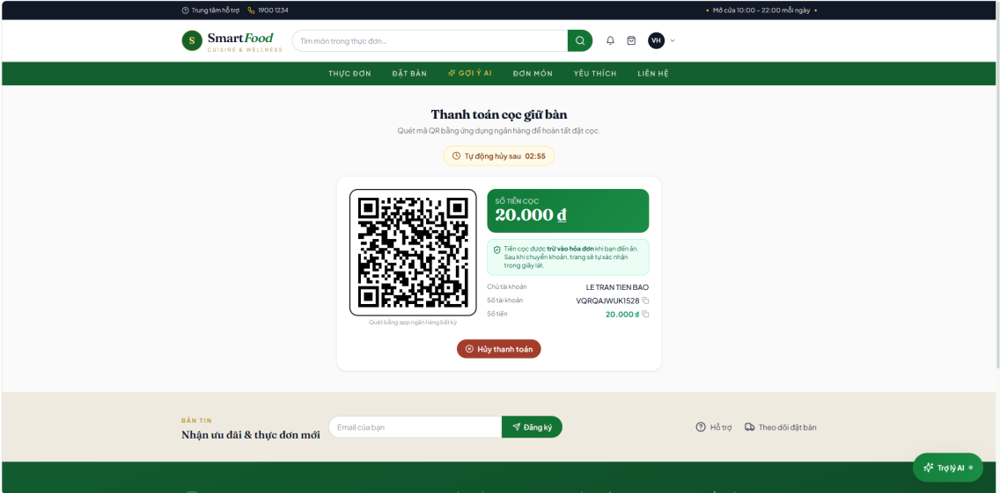 Trung tâm hỗ trợ 1900 1234 • Mở cửa 10:00 – 22:00 mỗi ngày •
S SmartFood
CUISINE & WELLNESS
Tìm món trong thực đơn...
VH
THỰC ĐƠN ĐẶT BÀN GỢI Ý AI ĐƠN MÓN YÊU THÍCH LIÊN HỆ
Thanh toán cọc giữ bàn
Quét mã QR bằng ứng dụng ngân hàng để hoàn tất đặt cọc.
Tự động hủy sau 02:55
SỐ TIỀN CỌC
20.000 ₫
Tiền cọc được trừ vào hóa đơn khi bạn đến ăn.
Sau khi chuyển khoản, trang sẽ tự xác nhận
trong giây lát.
Chủ tài khoản LE TRAN TIEN BAO
Số tài khoản VQRQAJWUK1528
Số tiền 20.000 ₫
Quét bằng app ngân hàng bất kỳ
Hủy thanh toán
BẢN TIN
Nhận ưu đãi & thực đơn mới
Email của bạn
Đăng ký
Hỗ trợ Theo dõi đặt bàn
Trợ lý AI